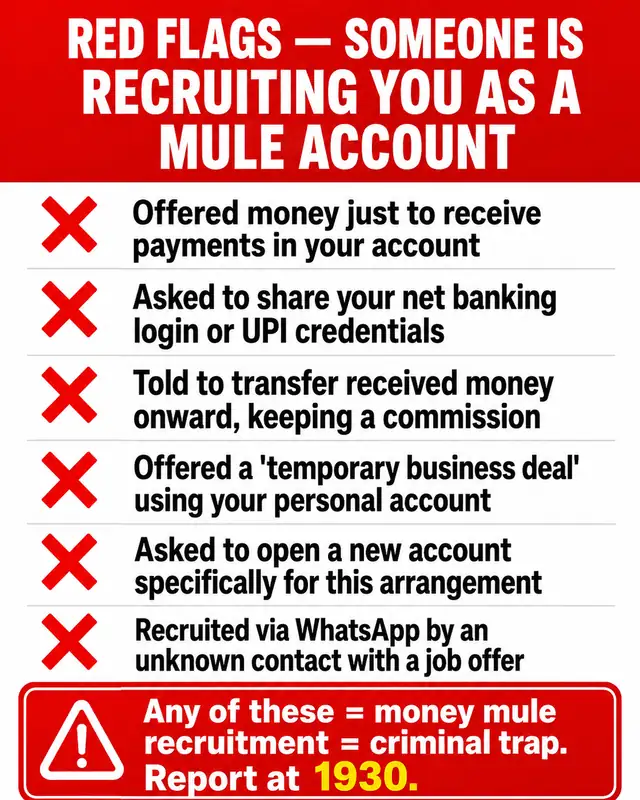 RED FLAGS — SOMEONE IS
RECRUITING YOU AS A
MULE ACCOUNT
Offered money just to receive
payments in your account
Asked to share your net banking
login or UPI credentials
Told to transfer received money
onward, keeping a commission
Offered a 'temporary business deal'
using your personal account
Asked to open a new account
specifically for this arrangement
Recruited via WhatsApp by an
unknown contact with a job offer
Any of these = money mule
recruitment = criminal trap.
Report at 1930.